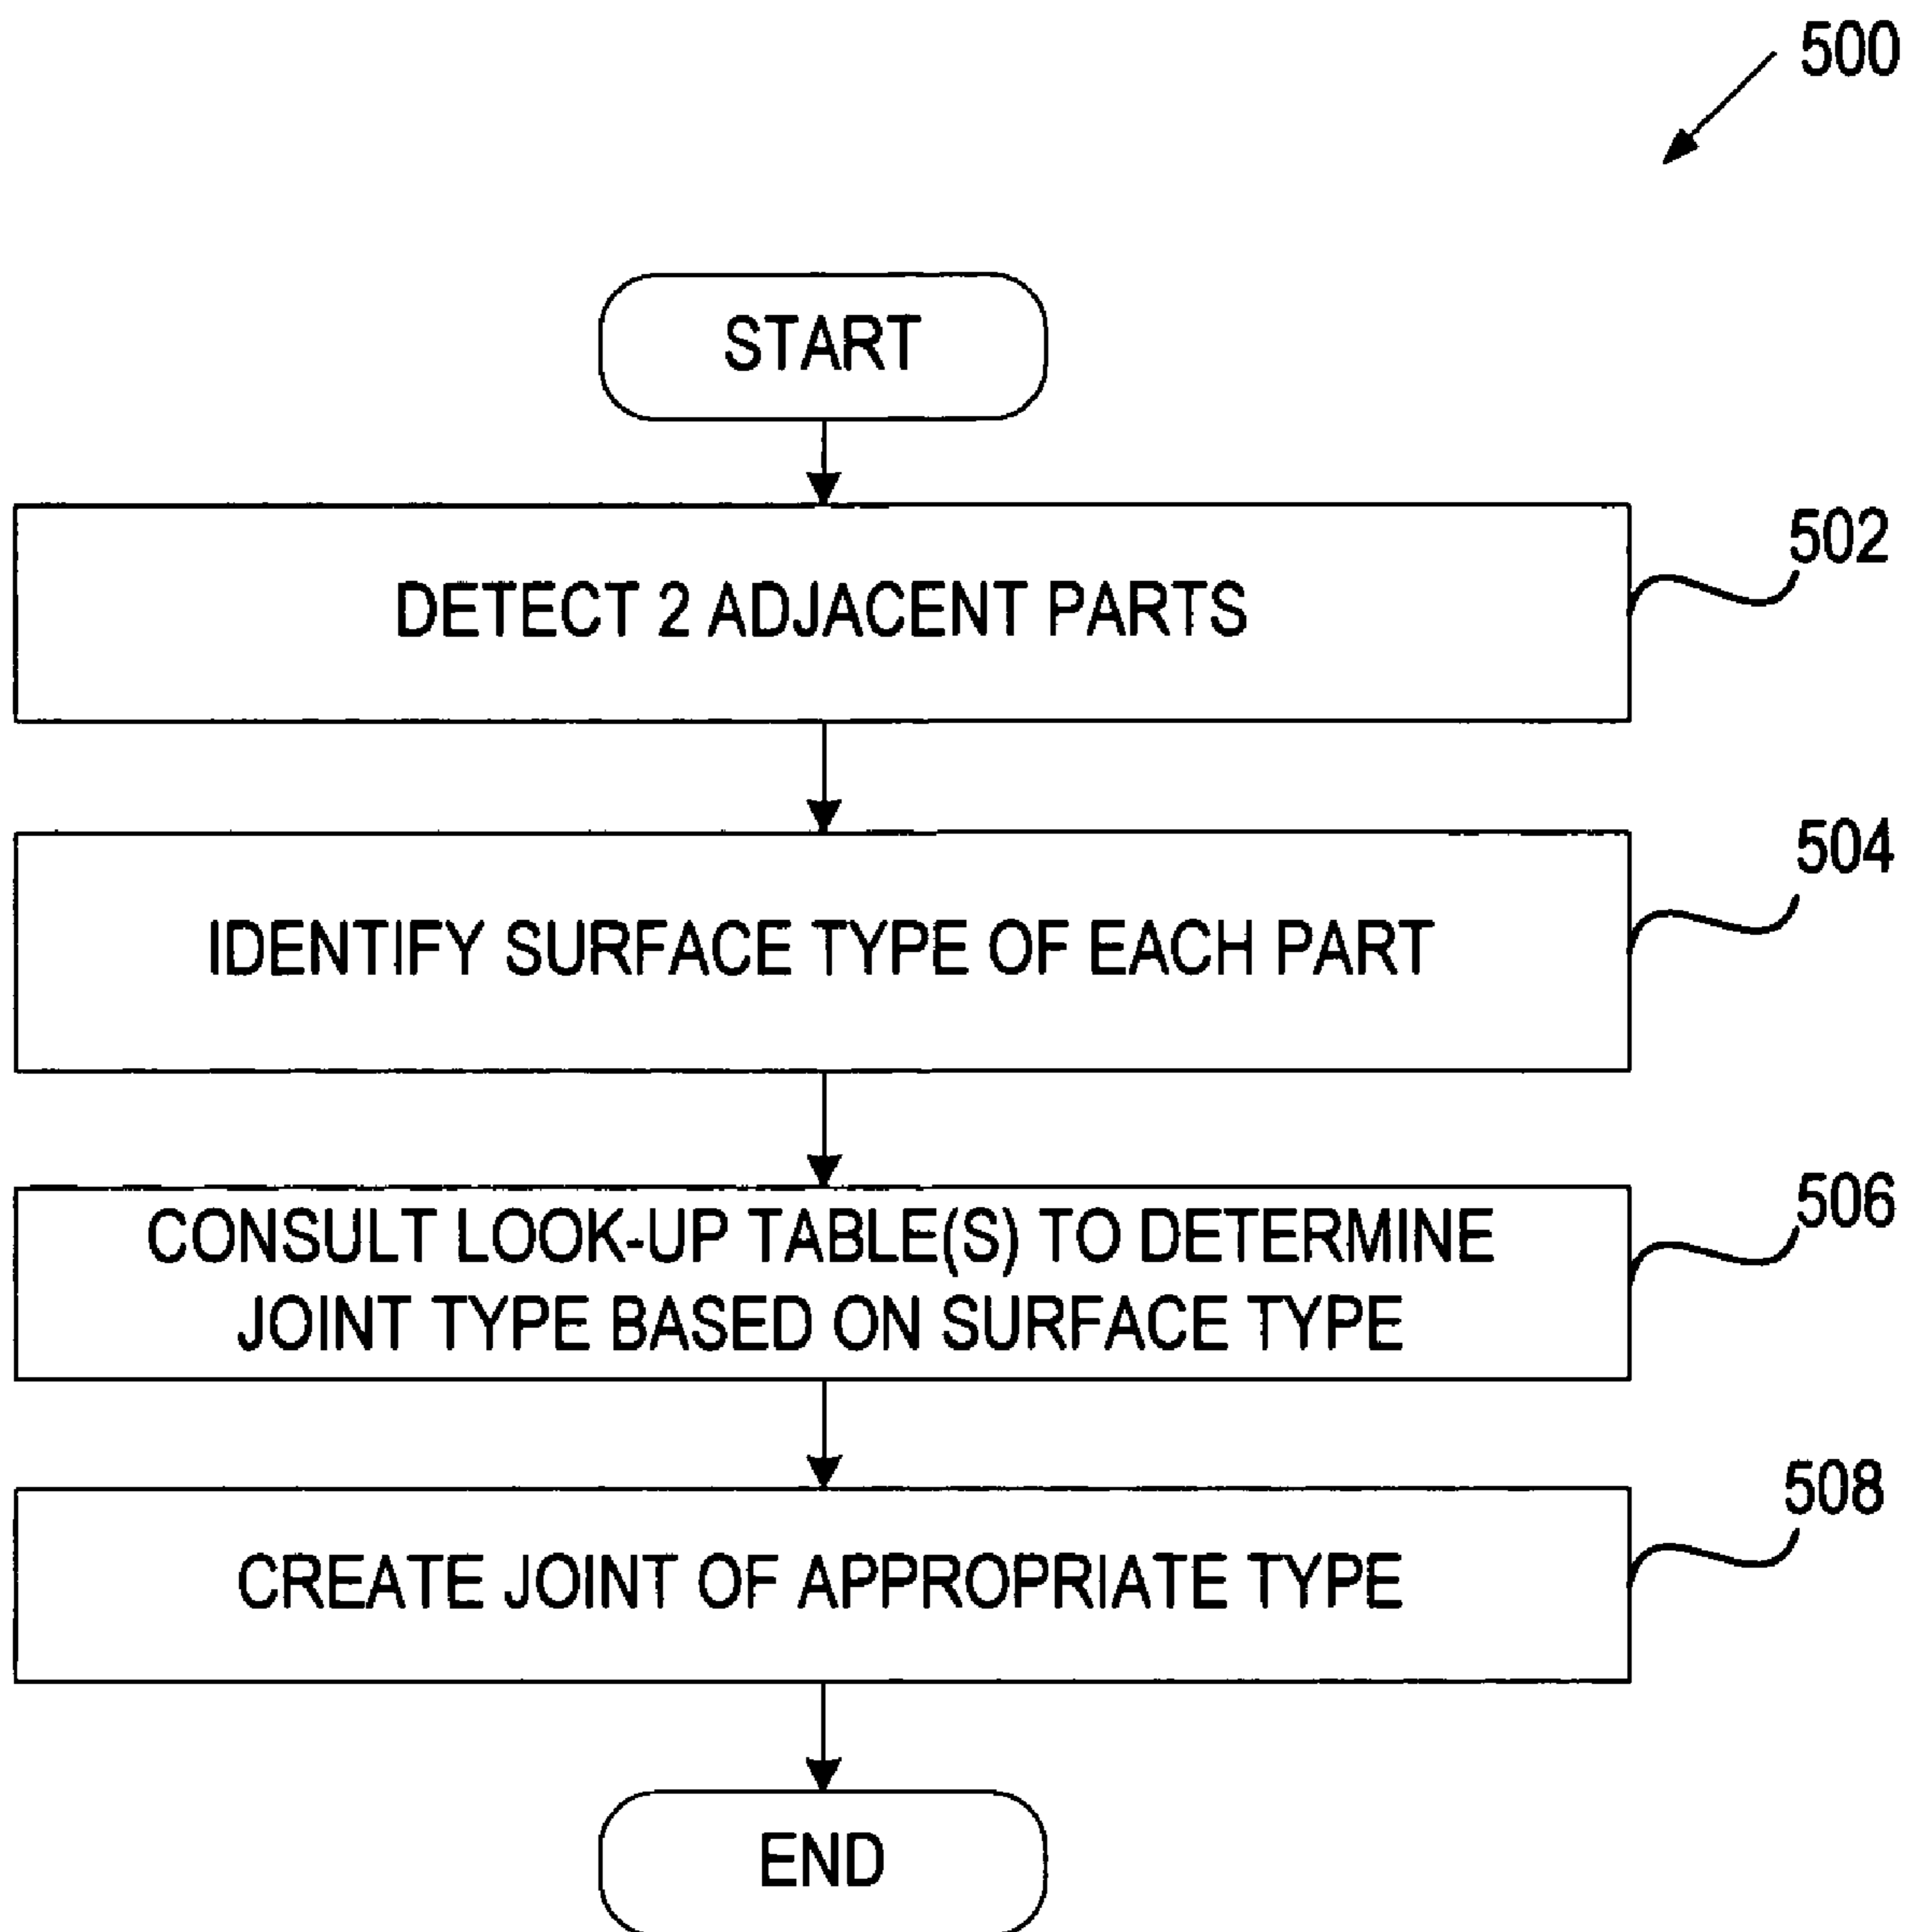 500
START
DETECT 2 ADJACENT PARTS
502
IDENTIFY SURFACE TYPE OF EACH PART
504
CONSULT LOOK-UP TABLE(S) TO DETERMINE
JOINT TYPE BASED ON SURFACE TYPE
506
CREATE JOINT OF APPROPRIATE TYPE
508
END